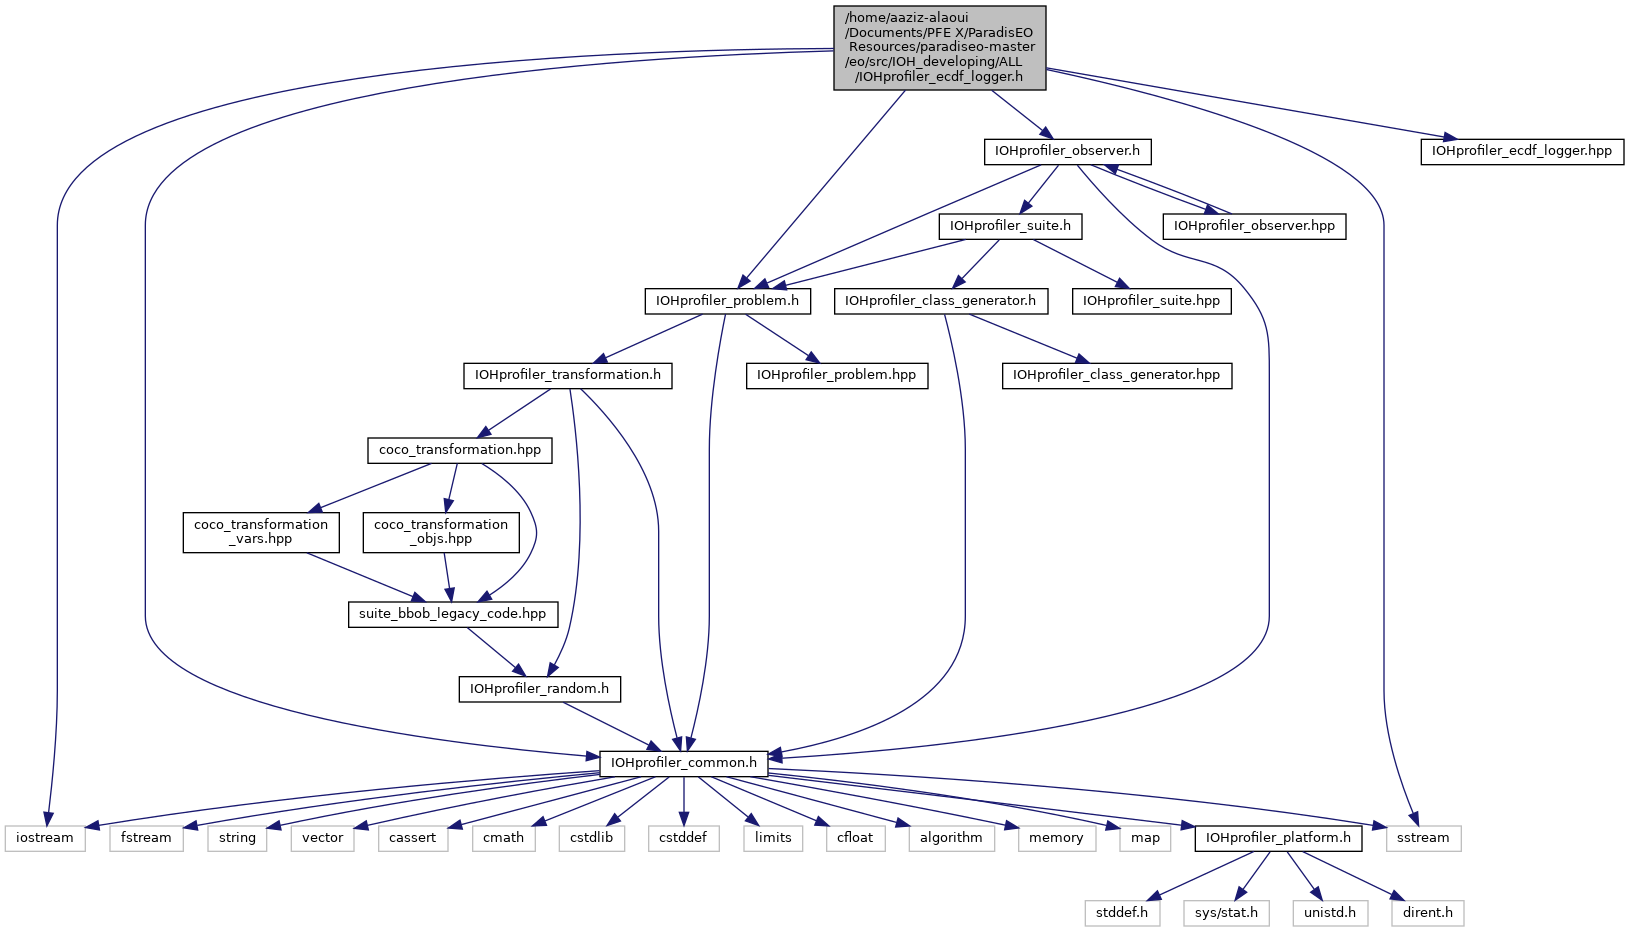 /home/aaziz-alaoui
/Documents/PFE X/ParadisEO
Resources/paradiseo-master
/eo/src/IOH_developing/ALL
/IOHprofiler_ecdf_logger.h
IOHprofiler_observer.h
IOHprofiler_ecdf_logger.hpp
IOHprofiler_suite.h
IOHprofiler_observer.hpp
IOHprofiler_problem.h
IOHprofiler_class_generator.h
IOHprofiler_suite.hpp
IOHprofiler_transformation.h
IOHprofiler_problem.hpp
IOHprofiler_class_generator.hpp
coco_transformation.hpp
coco_transformation
_vars.hpp
coco_transformation
_objs.hpp
suite_bbob_legacy_code.hpp
IOHprofiler_random.h
IOHprofiler_common.h
iostream
fstream
string
vector
cassert
cmath
cstdlib
cstddef
limits
cfloat
algorithm
memory
map
IOHprofiler_platform.h
sstream
stddef.h
sys/stat.h
unistd.h
dirent.h